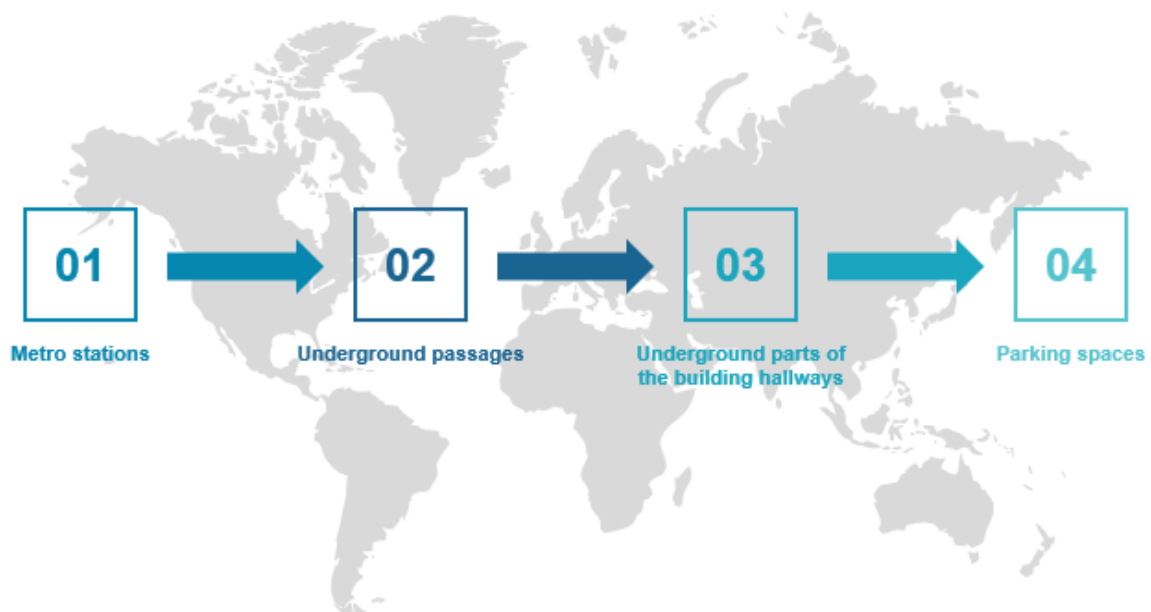 01
02
03
04
Metro stations
Underground passages
Underground parts of
the building hallways
Parking spaces